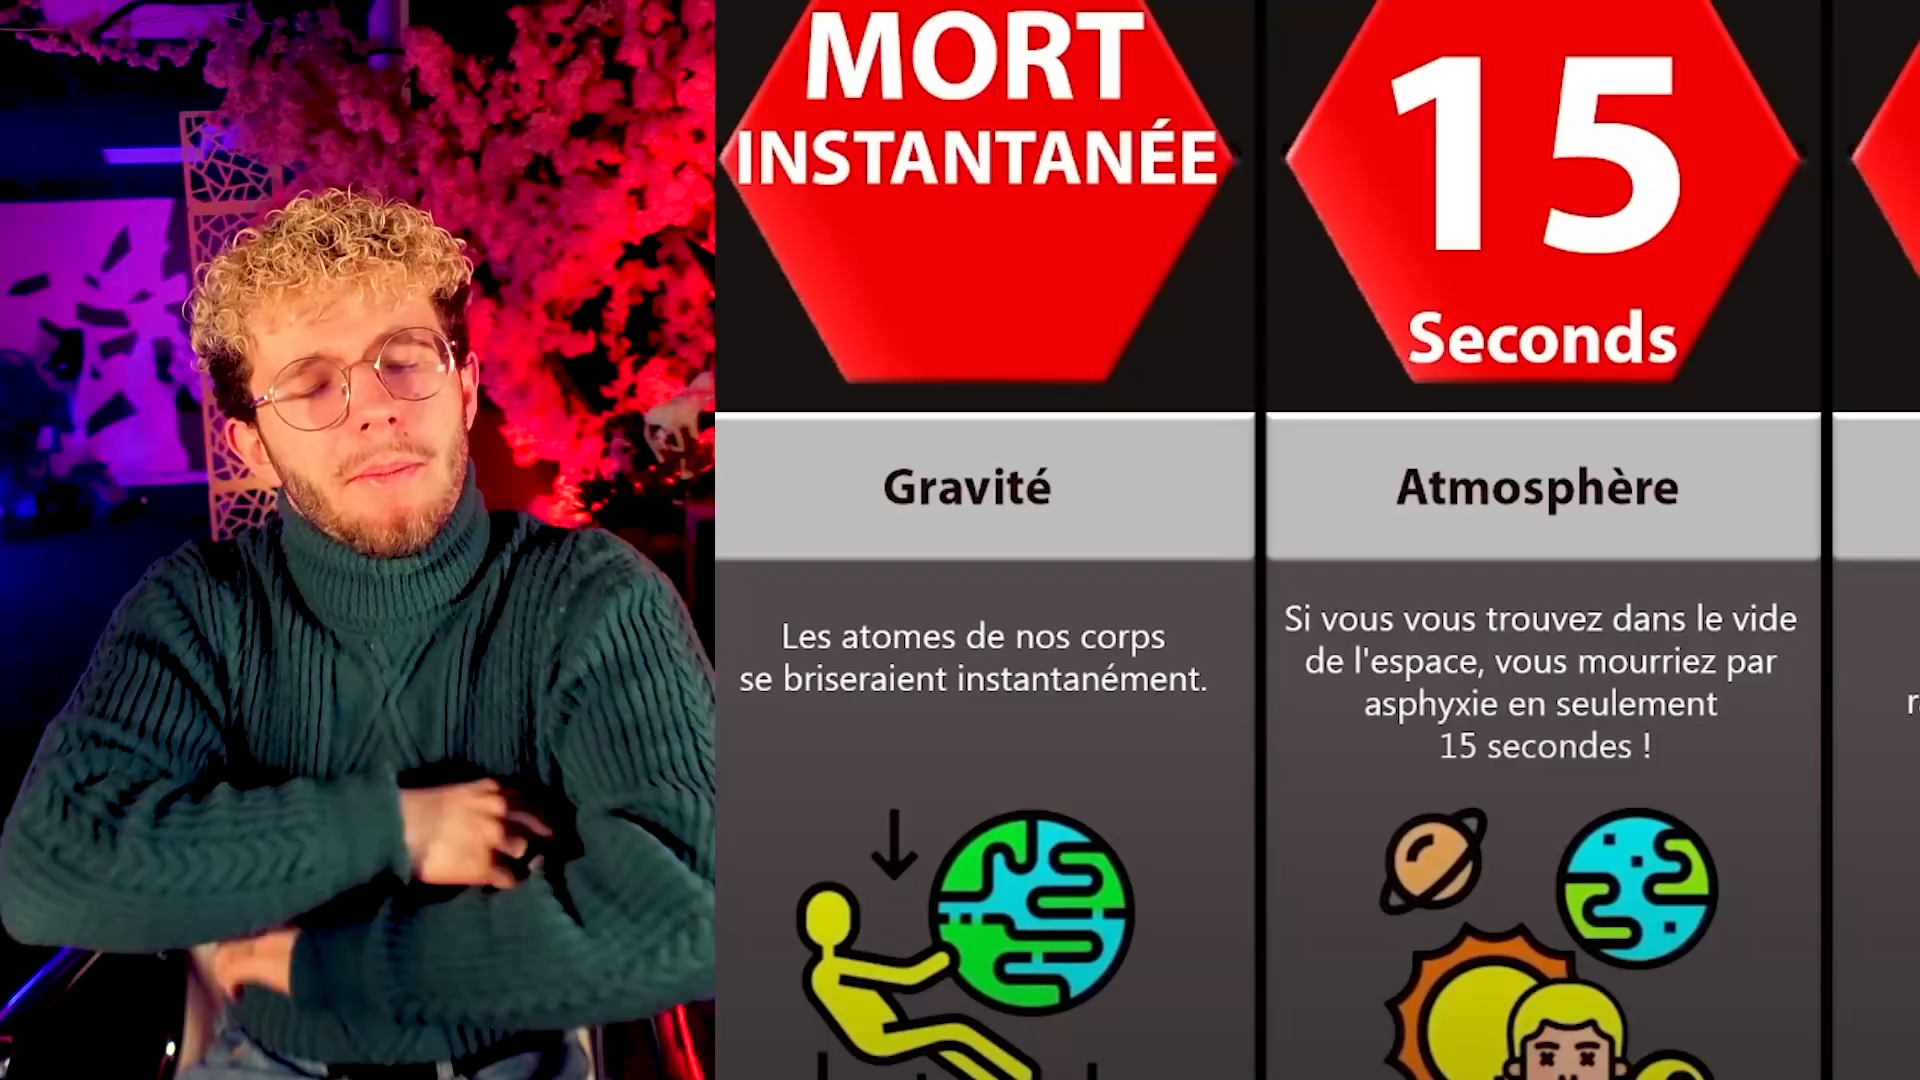 MORT
INSTANTANÉE
Gravité
Les atomes de nos corps
se briseraient instantanément.
15
Seconds
Atmosphère
Si vous vous trouvez dans le vide
de l'espace, vous mourriez par
asphyxie en seulement
15 secondes !